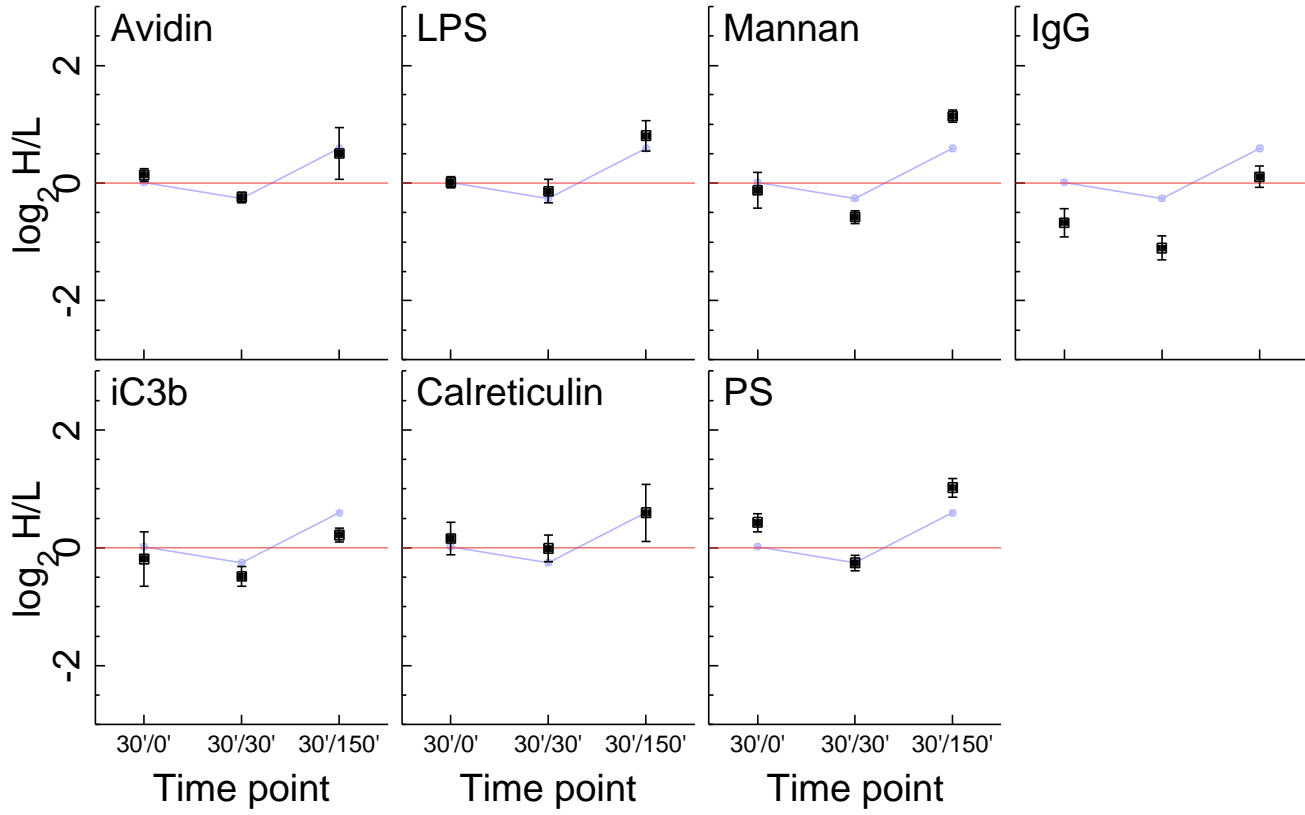 Avidin
LPS
Mannan
IgG
log2 H/L
2
0
-2
iC3b
Calreticulin
PS
log2 H/L
2
0
-2
30'/0' 30'/30' 30'/150'
30'/0' 30'/30' 30'/150'
30'/0' 30'/30' 30'/150'
Time point
Time point
Time point